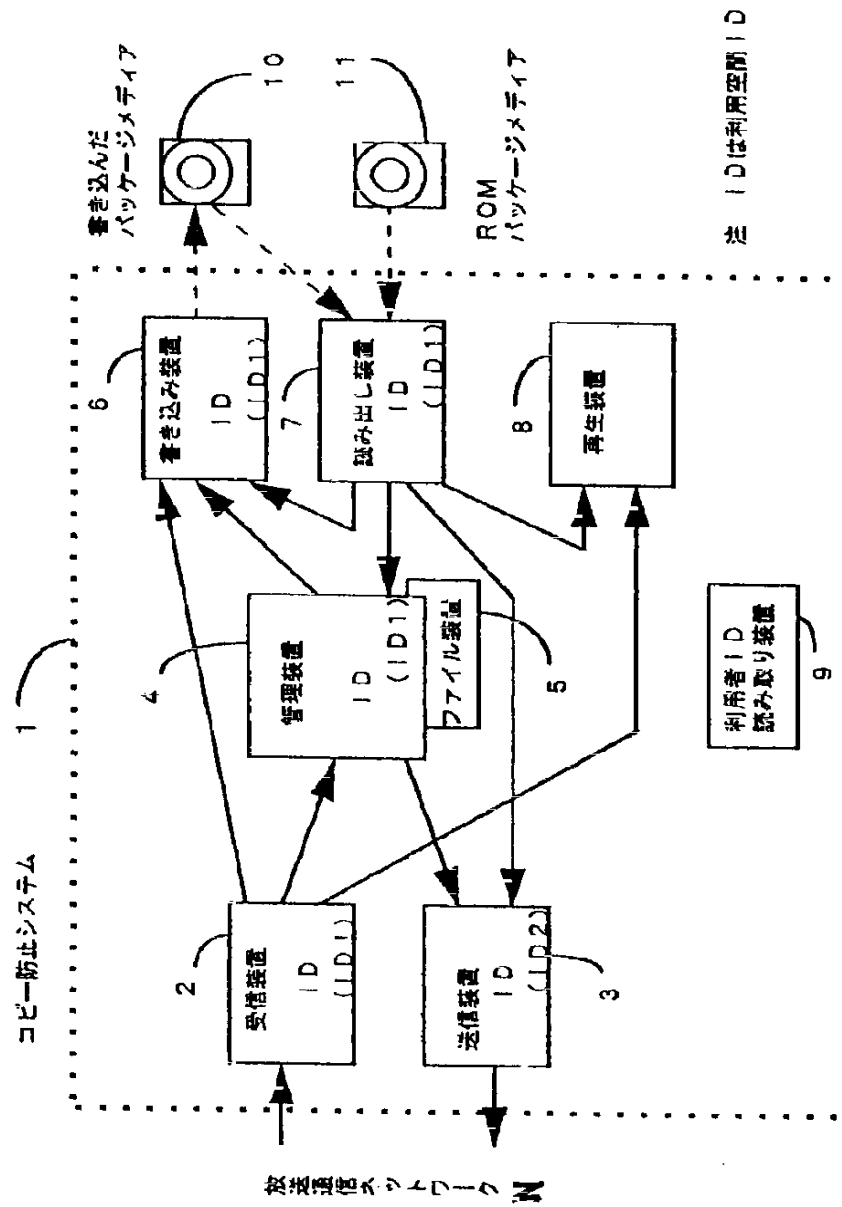 コピー防止システム
1
放送通信ネットワーク N
2
受信装置
ID
(ID1)
送信装置
ID
(ID2)
3
4
管理装置
ID
(ID1)
ファイル装置
5
6
書き込み装置
ID
(ID1)
7
読み出し装置
ID
(ID1)
8
再生装置
利用者ID
読み取り装置
9
書き込んだ
パッケージメディア
10
11
ROM
パッケージメディア
注 IDは利用空間ID